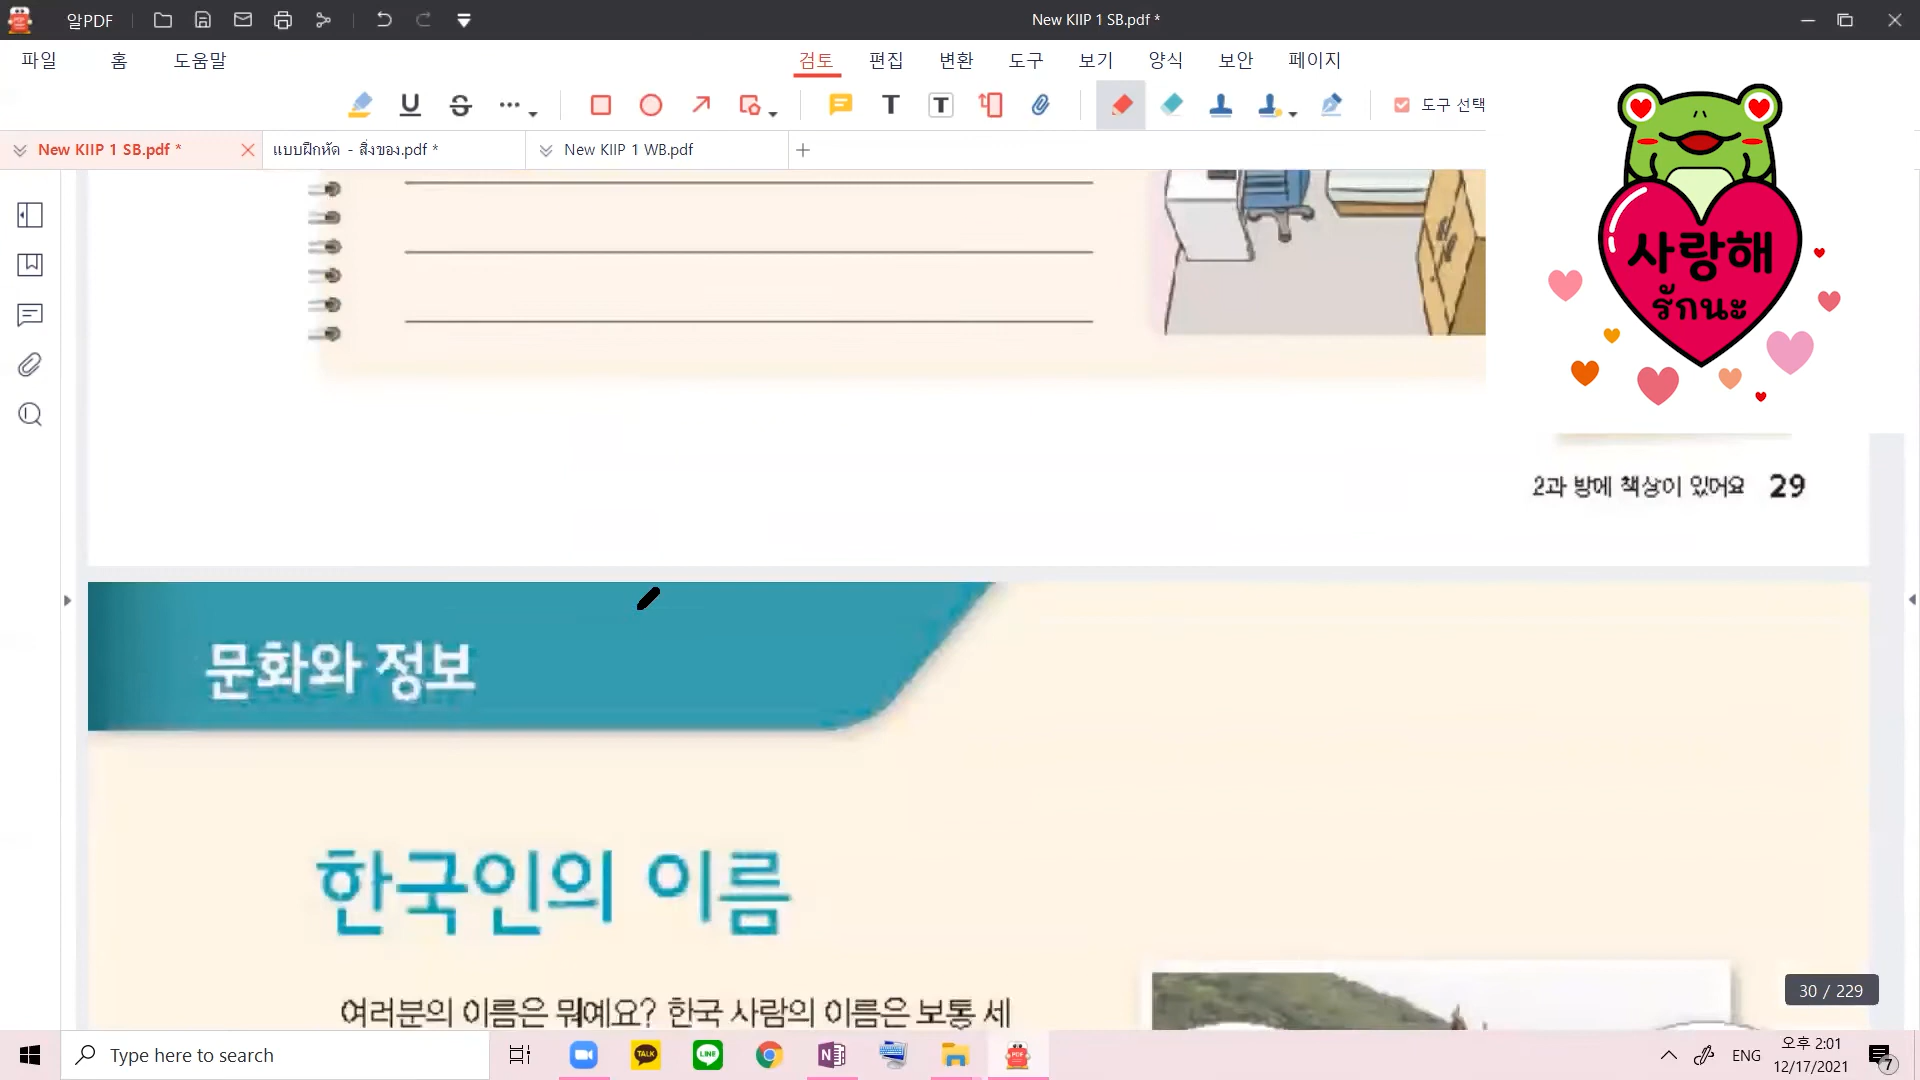 알PDF
New KIIP 1 SB.pdf *
파일 홈 도움말 검토 편집 변환 도구 보기 양식 보안 페이지
도구 선택
New KIIP 1 SB.pdf *
แบบฝึกหัด - สิ่งของ.pdf *
New KIIP 1 WB.pdf
사랑해
รักนะ
2과 방에 책상이 있어요 29
문화와 정보
한국인의 이름
여러분의 이름은 뭐예요? 한국 사람의 이름은 보통 세
30 / 229
Type here to search
TALK
LINE
ENG
오후 2:01
12/17/2021
7